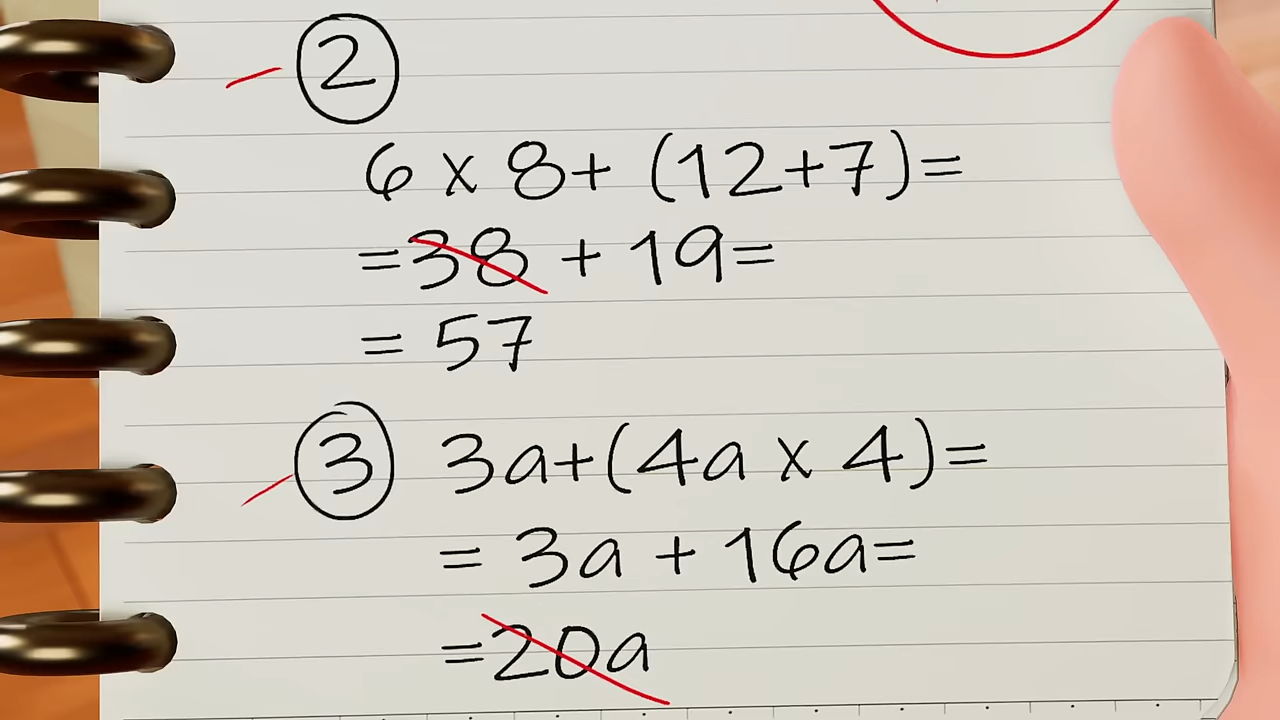 2
6 x 8+ (12+7)=
=38 + 19=
= 57
3 3a+(4a x 4)=
= 3a + 16a=
=20a